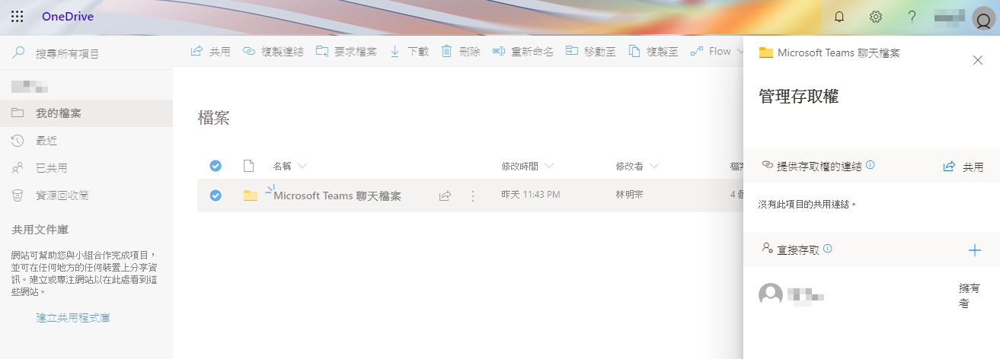 OneDrive
搜尋所有項目
共用
複製連結
要求檔案
下載
刪除
重新命名
移動至
複製至
Flow
我的檔案
最近
已共用
資源回收筒
共用文件庫
網站可幫助您與小組合作完成項目，
並可在任何地方的任何裝置上分享資
訊。建立或專注網站以在此處看到這
些網站。
建立共用程式庫
檔案
名稱
修改時間
修改者
Microsoft Teams 聊天檔案
昨天 11:43 PM
林明宗
4 個
Microsoft Teams 聊天檔案
管理存取權
提供存取權的連結
共用
沒有此項目的共用連結。
直接存取
擁有
者